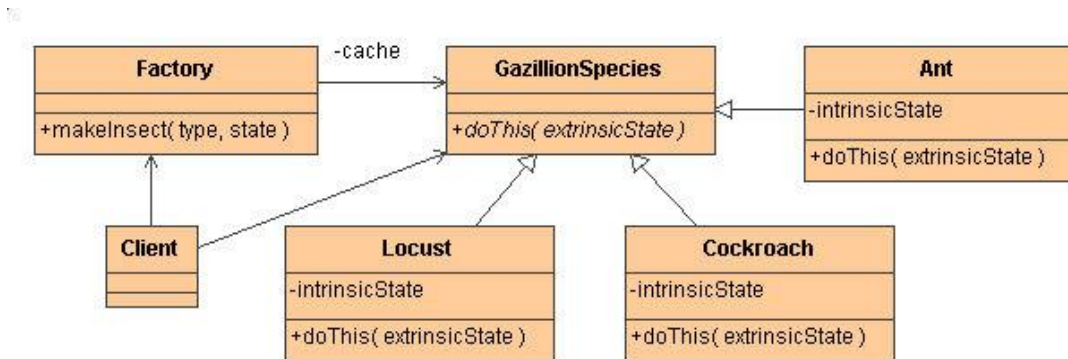 -cache
Factory
+makeInsect( type, state )
GazillionSpecies
+doThis( extrinsicState )
Ant
-intrinsicState
+doThis( extrinsicState )
Client
Locust
-intrinsicState
+doThis( extrinsicState )
Cockroach
-intrinsicState
+doThis( extrinsicState )